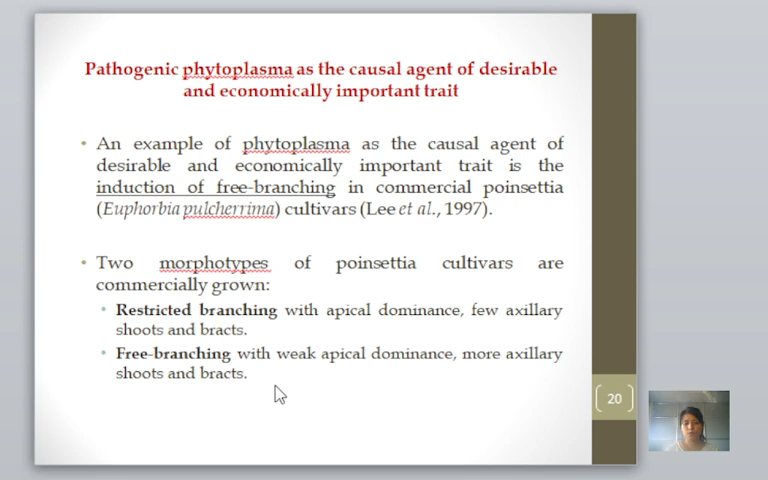 Pathogenic phytoplasma as the causal agent of desirable
and economically important trait
• An example of phytoplasma as the causal agent of
desirable and economically important trait is the
induction of free-branching in commercial poinsettia
(Euphorbia pulcherrima) cultivars (Lee et al., 1997).
• Two morphotypes of poinsettia cultivars are
commercially grown:
• Restricted branching with apical dominance, few axillary
shoots and bracts.
• Free-branching with weak apical dominance, more axillary
shoots and bracts.
20